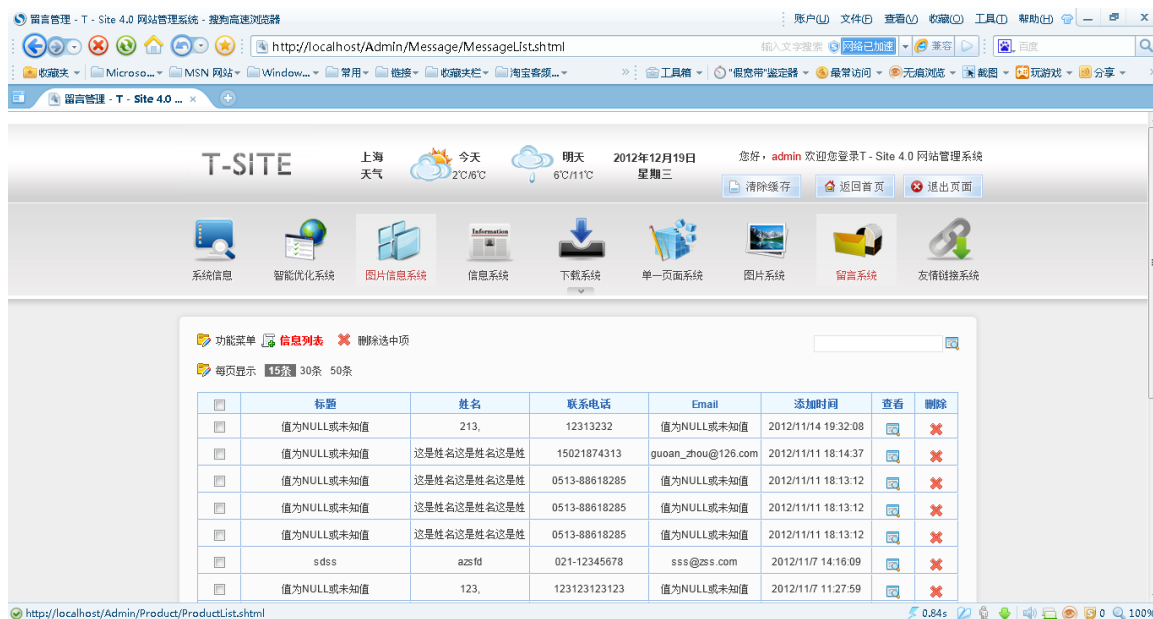 留言管理 - T - Site 4.0 网站管理系统 - 搜狗高速浏览器
账户(U) 文件(F) 查看(V) 收藏(O) 工具(T) 帮助(H)
http://localhost/Admin/Message/MessageList.shtml
输入文字搜索 网络已加速 兼容 百度
收藏夹 Microso... MSN 网站 Window... 常用 链接 收藏夹栏 淘宝客频... » 工具箱 "假宽带"鉴定器 最常访问 无痕浏览 截图 玩游戏 分享
留言管理 - T - Site 4.0 ...
T-SITE
上海 天气
今天 2℃/6℃
明天 6℃/11℃
2012年12月19日 星期三
您好，admin 欢迎您登录T - Site 4.0 网站管理系统
清除缓存 返回首页 退出页面
Information
系统信息 智能优化系统 图片信息系统 信息系统 下载系统 单一页面系统 图片系统 留言系统 友情链接系统
功能菜单 信息列表 删除选中项
每页显示 15条 30条 50条
标题 姓名 联系电话 Email 添加时间 查看 删除
值为NULL或未知值 213, 12313232 值为NULL或未知值 2012/11/14 19:32:08
值为NULL或未知值 这是姓名这是姓名这是姓 15021874313 guoan_zhou@126.com 2012/11/11 18:14:37
值为NULL或未知值 这是姓名这是姓名这是姓 0513-88618285 值为NULL或未知值 2012/11/11 18:13:12
值为NULL或未知值 这是姓名这是姓名这是姓 0513-88618285 值为NULL或未知值 2012/11/11 18:13:12
值为NULL或未知值 这是姓名这是姓名这是姓 0513-88618285 值为NULL或未知值 2012/11/11 18:13:12
sdss azsfd 021-12345678 sss@zss.com 2012/11/7 14:16:09
值为NULL或未知值 123, 123123123123 值为NULL或未知值 2012/11/7 11:27:59
http://localhost/Admin/Product/ProductList.shtml
0.84s 0 100%